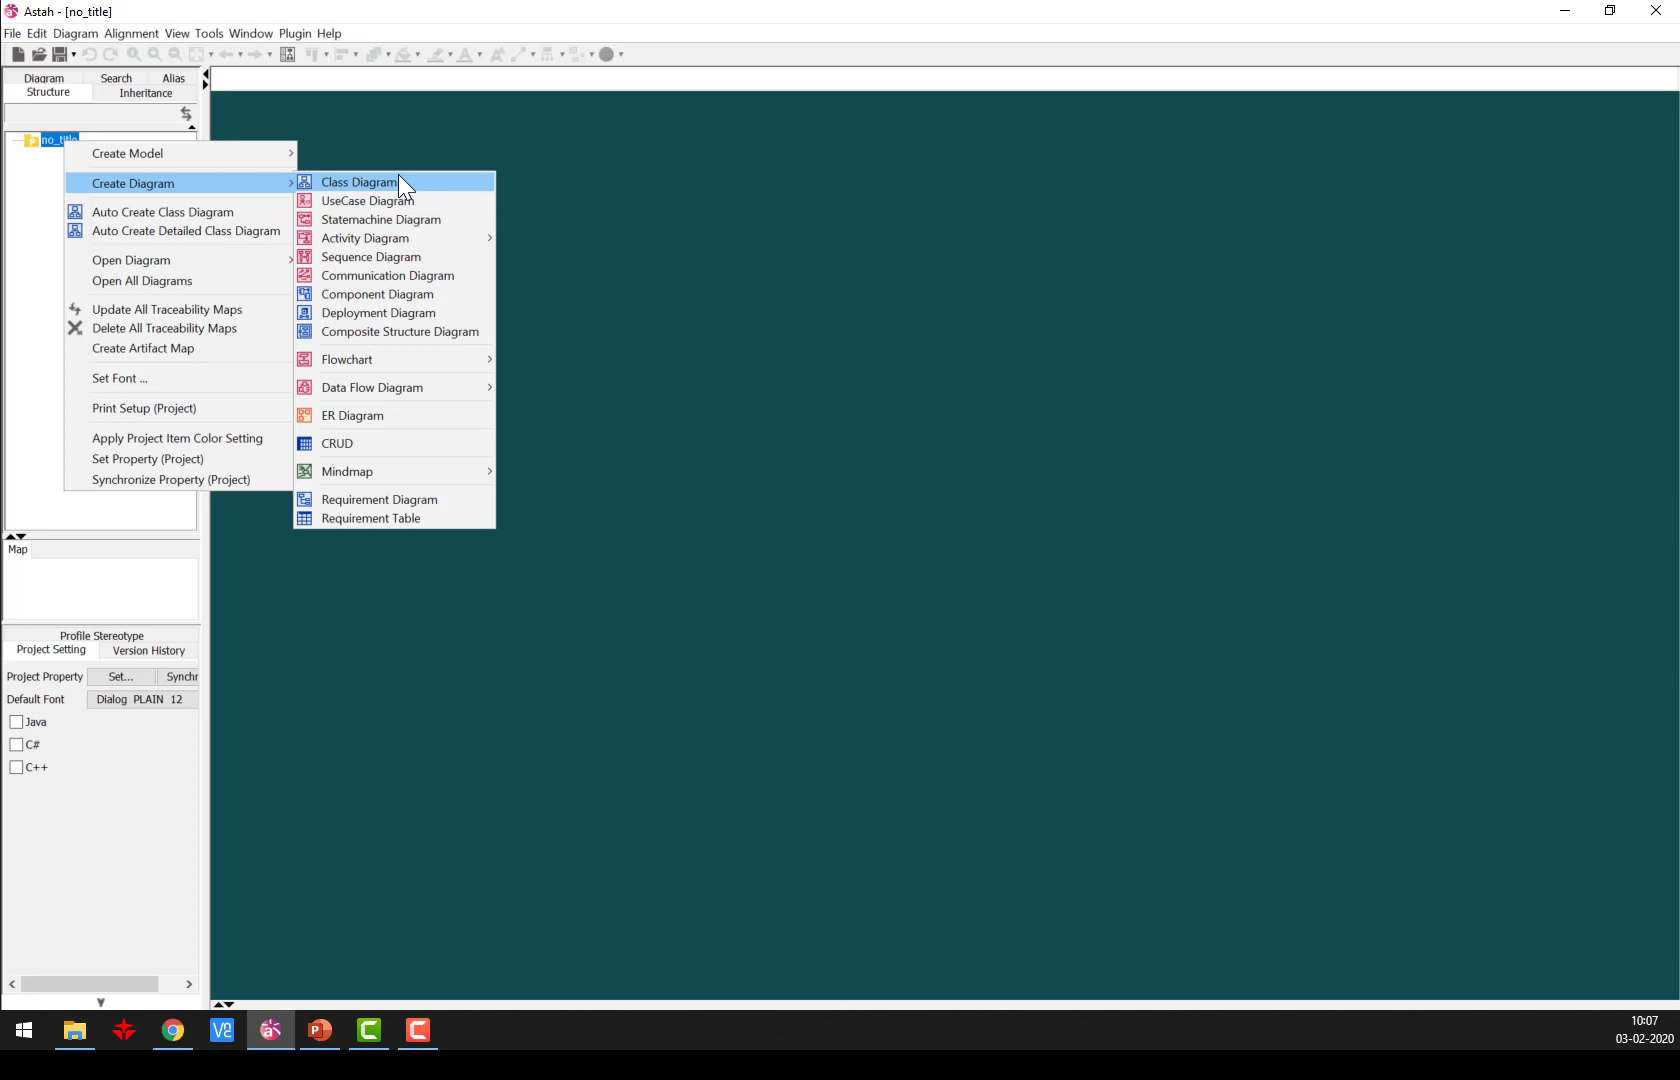 Astah - [no_title]
File Edit Diagram Alignment View Tools Window Plugin Help
Diagram Search Alias
Structure Inheritance
no_title
Create Model
Create Diagram
Auto Create Class Diagram
Auto Create Detailed Class Diagram
Open Diagram
Open All Diagrams
Update All Traceability Maps
Delete All Traceability Maps
Create Artifact Map
Set Font ...
Print Setup (Project)
Apply Project Item Color Setting
Set Property (Project)
Synchronize Property (Project)
Class Diagram
UseCase Diagram
Statemachine Diagram
Activity Diagram
Sequence Diagram
Communication Diagram
Component Diagram
Deployment Diagram
Composite Structure Diagram
Flowchart
Data Flow Diagram
ER Diagram
CRUD
Mindmap
Requirement Diagram
Requirement Table
Map
Profile Stereotype
Project Setting Version History
Project Property Set... Synchr
Default Font Dialog PLAIN 12
Java
C#
C++
10:07
03-02-2020